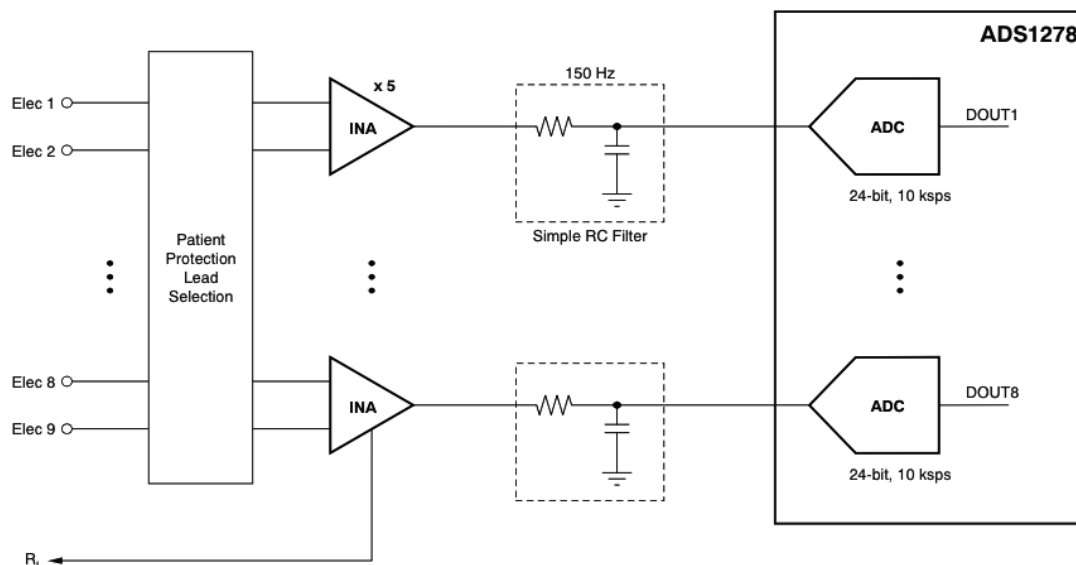 ADS1278
Elec 1
Elec 2
x 5
INA
150 Hz
Simple RC Filter
ADC
DOUT1
24-bit, 10 ksps
Patient
Protection
Lead
Selection
Elec 8
Elec 9
INA
ADC
DOUT8
24-bit, 10 ksps